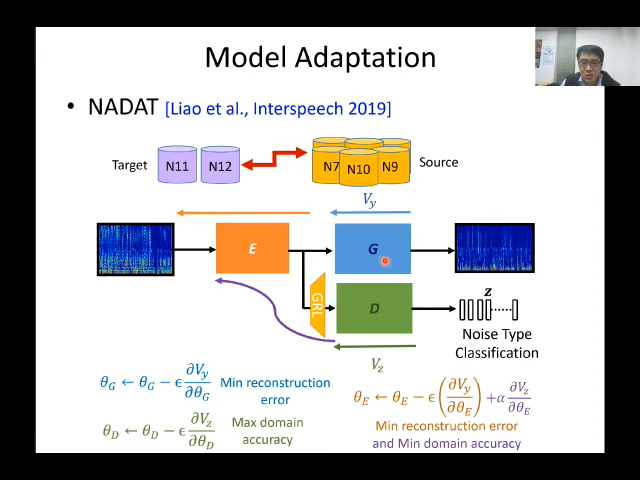 Model Adaptation
• NADAT [Liao et al., Interspeech 2019]
Target N11 N12 N7 N10 N9 Source
V_y
E G
GRL D z
Noise Type
Classification
V_z
θ_G ← θ_G − ϵ ∂V_y/∂θ_G Min reconstruction
error
θ_D ← θ_D − ϵ ∂V_z/∂θ_D Max domain
accuracy
θ_E ← θ_E − ϵ(∂V_y/∂θ_E) +α ∂V_z/∂θ_E
Min reconstruction error
and Min domain accuracy